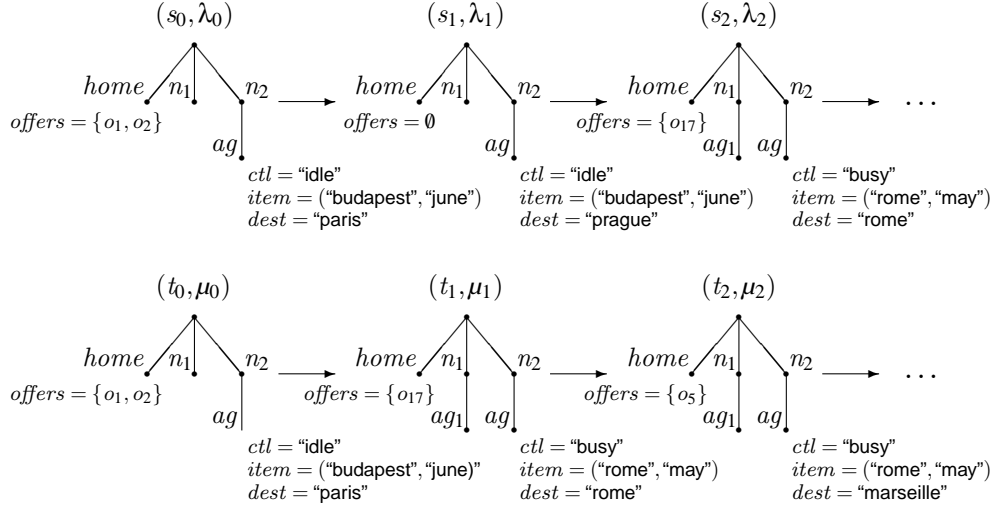 (s₀,λ₀) (s₁,λ₁) (s₂,λ₂)
home n₁ n₂ home n₁ n₂ home n₁ n₂ ...
offers = {o₁,o₂} offers = ∅ offers = {o₁₇}
ag ag ag₁ ag
ctl = “idle” ctl = “idle” ctl = “busy”
item = (“budapest”,“june”) item = (“budapest”,“june”) item = (“rome”,“may”)
dest = “paris” dest = “prague” dest = “rome”
(t₀,μ₀) (t₁,μ₁) (t₂,μ₂)
home n₁ n₂ home n₁ n₂ home n₁ n₂ ...
offers = {o₁,o₂} offers = {o₁₇} offers = {o₅}
ag ag₁ ag ag₁ ag
ctl = “idle” ctl = “busy” ctl = “busy”
item = (“budapest”,“june)” item = (“rome”,“may”) item = (“rome”,“may”)
dest = “paris” dest = “rome” dest = “marseille”